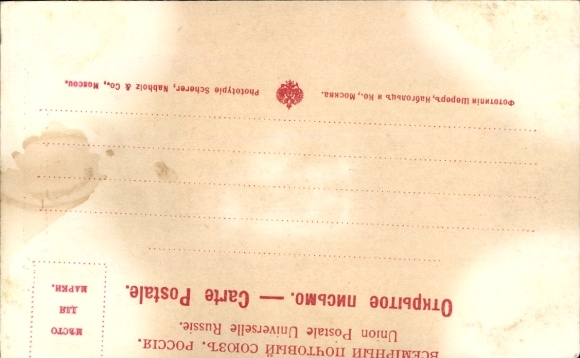 ВСЕМІРНЫЙ ПОЧТОВЫЙ СОЮЗЪ. РОССІЯ.
Union Postale Universelle Russie.
Открытое письмо. — Carte Postale.
МѢСТО
ДЛЯ
МАРКИ.
Фототипія Шереръ, Набгольцъ и Ко., Москва.
Phototypie Scherer, Nabholz & Co., Moscou.